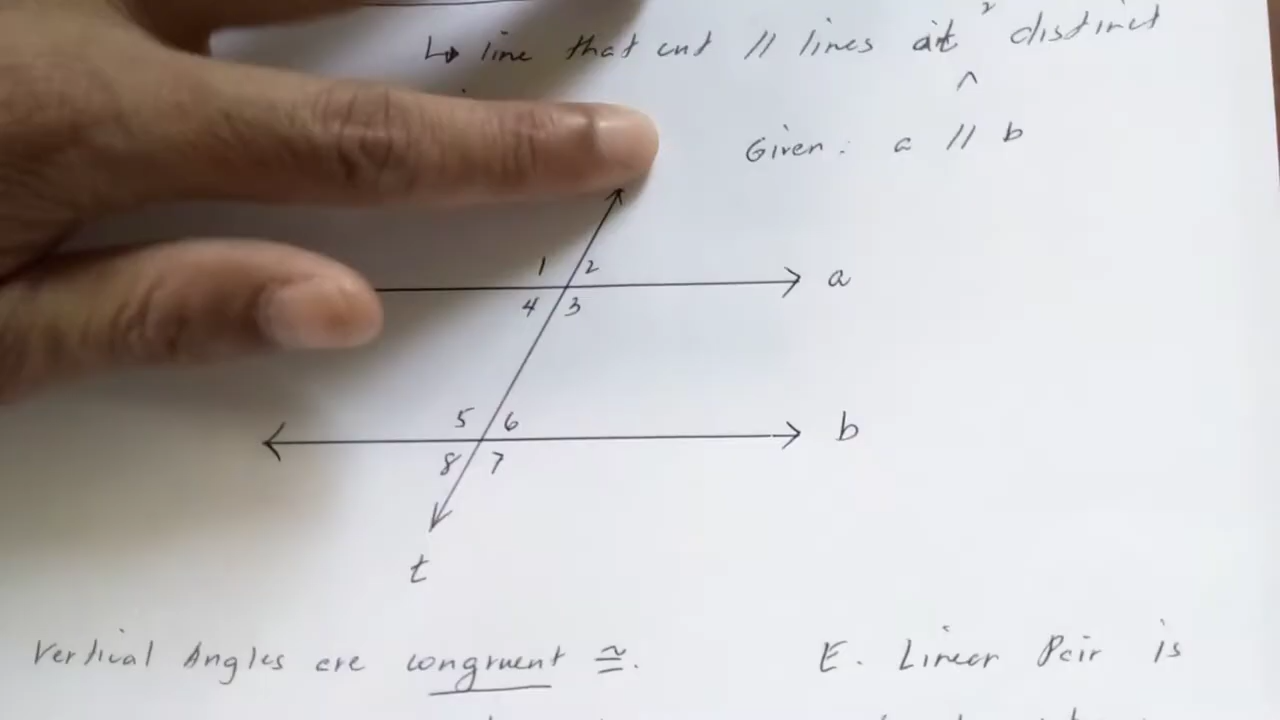 ↳ line that cut // lines at 2 distinct
Given: a // b
1 2
a
4 3
5 6
b
8 7
t
Vertical Angles are congruent ≅.
E. Linear Pair is